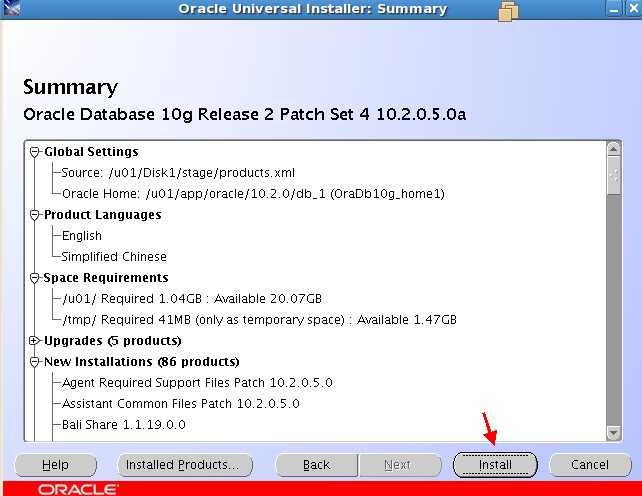 Oracle Universal Installer: Summary
Summary
Oracle Database 10g Release 2 Patch Set 4 10.2.0.5.0a
Global Settings
Source: /u01/Disk1/stage/products.xml
Oracle Home: /u01/app/oracle/10.2.0/db_1 (OraDb10g_home1)
Product Languages
English
Simplified Chinese
Space Requirements
/u01/ Required 1.04GB : Available 20.07GB
/tmp/ Required 41MB (only as temporary space) : Available 1.47GB
Upgrades (5 products)
New Installations (86 products)
Agent Required Support Files Patch 10.2.0.5.0
Assistant Common Files Patch 10.2.0.5.0
Bali Share 1.1.19.0.0
Help Installed Products... Back Next Install Cancel
ORACLE